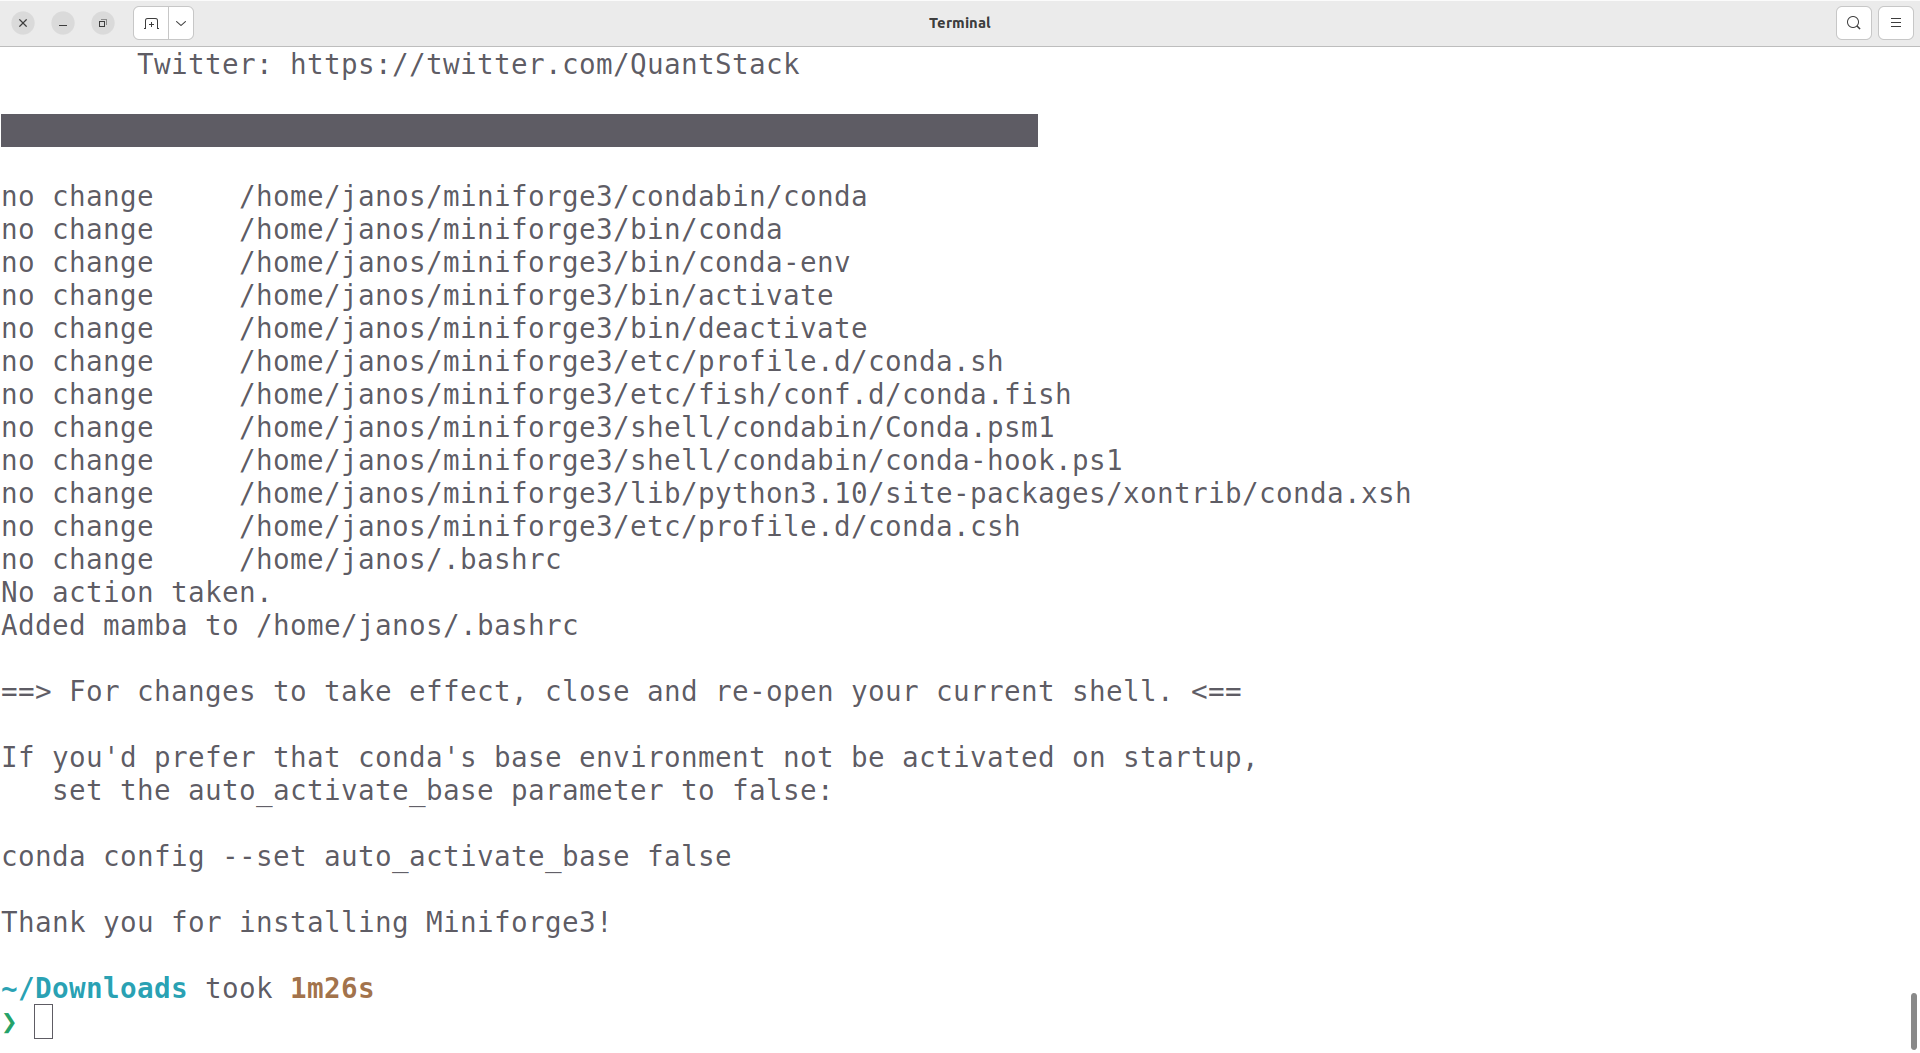 Terminal
Twitter: https://twitter.com/QuantStack
no change     /home/janos/miniforge3/condabin/conda
no change     /home/janos/miniforge3/bin/conda
no change     /home/janos/miniforge3/bin/conda-env
no change     /home/janos/miniforge3/bin/activate
no change     /home/janos/miniforge3/bin/deactivate
no change     /home/janos/miniforge3/etc/profile.d/conda.sh
no change     /home/janos/miniforge3/etc/fish/conf.d/conda.fish
no change     /home/janos/miniforge3/shell/condabin/Conda.psm1
no change     /home/janos/miniforge3/shell/condabin/conda-hook.ps1
no change     /home/janos/miniforge3/lib/python3.10/site-packages/xontrib/conda.xsh
no change     /home/janos/miniforge3/etc/profile.d/conda.csh
no change     /home/janos/.bashrc
No action taken.
Added mamba to /home/janos/.bashrc
==> For changes to take effect, close and re-open your current shell. <==
If you'd prefer that conda's base environment not be activated on startup,
   set the auto_activate_base parameter to false:
conda config --set auto_activate_base false
Thank you for installing Miniforge3!
~/Downloads took 1m26s
❯